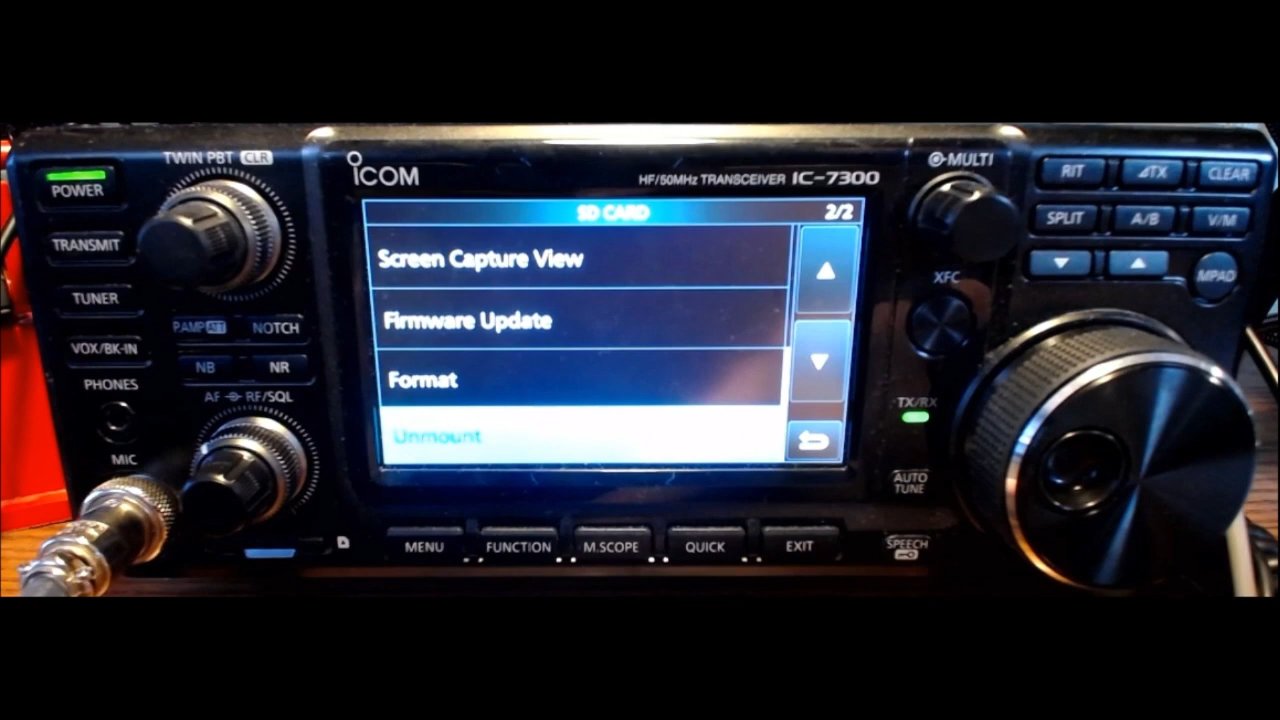 TWIN PBT CLR
POWER
TRANSMIT
TUNER
P.AMP ATT NOTCH
VOX/BK-IN
NB NR
PHONES
AF RF/SQL
MIC
ICOM
HF/50MHz TRANSCEIVER IC-7300
SD CARD 2/2
Screen Capture View
Firmware Update
Format
Unmount
MENU FUNCTION M.SCOPE QUICK EXIT
MULTI
XFC
TX/RX
AUTO
TUNE
SPEECH
RIT ⊿TX CLEAR
SPLIT A/B V/M
MPAD